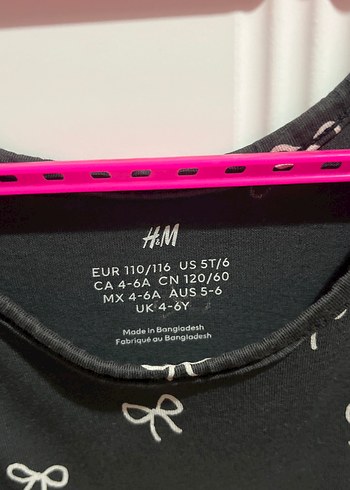 H&M
EUR 110/116 US 5T/6
CA 4-6A CN 120/60
MX 4-6A AUS 5-6
UK 4-6Y
Made in Bangladesh
Fabriqué au Bangladesh